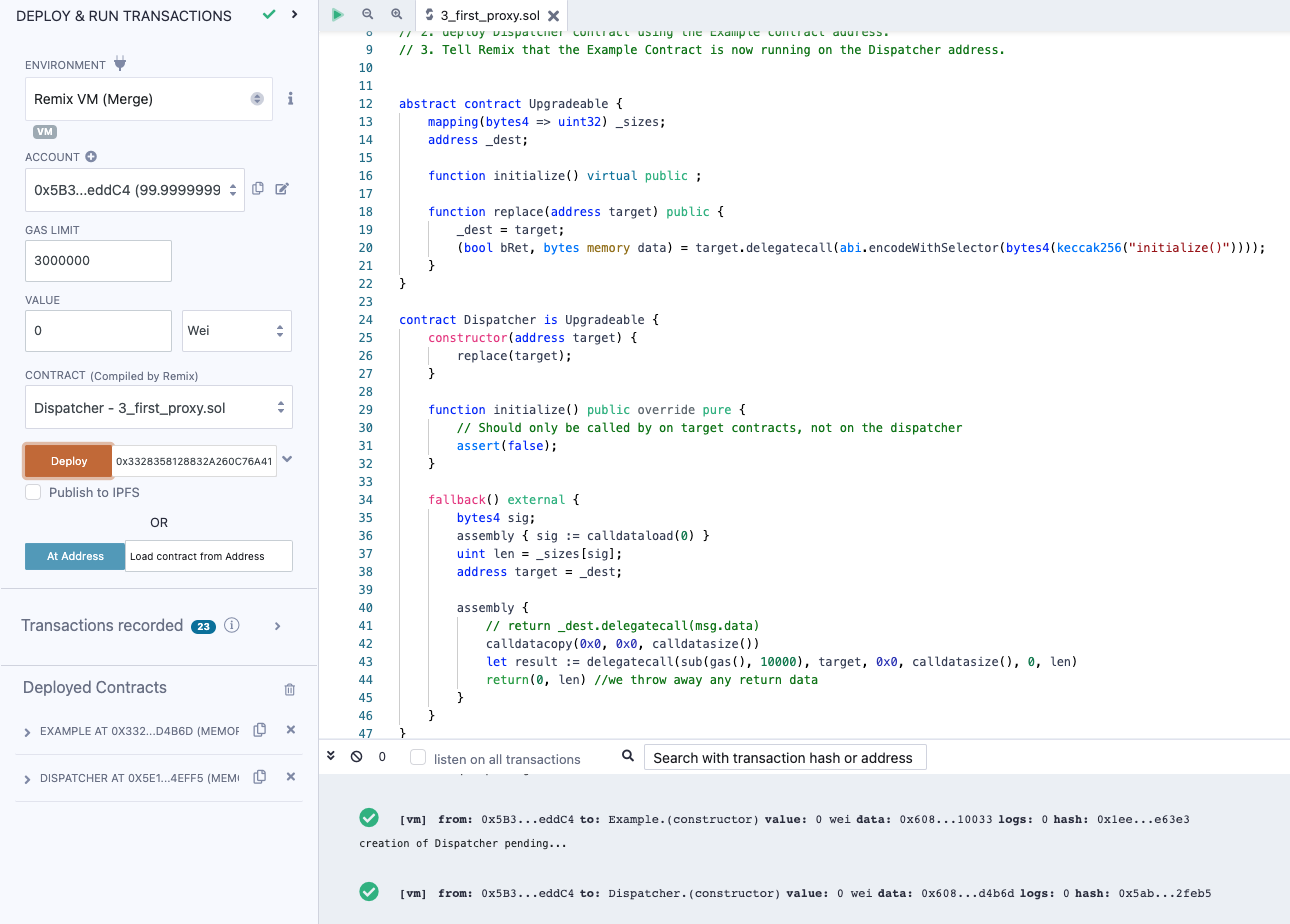 DEPLOY & RUN TRANSACTIONS
ENVIRONMENT
Remix VM (Merge)
VM
ACCOUNT
0x5B3...eddC4 (99.9999999
GAS LIMIT
3000000
VALUE
0
Wei
CONTRACT (Compiled by Remix)
Dispatcher - 3_first_proxy.sol
Deploy 0x3328358128832A260C76A41
Publish to IPFS
OR
At Address Load contract from Address
Transactions recorded 23
Deployed Contracts
EXAMPLE AT 0X332...D4B6D (MEMOR
DISPATCHER AT 0X5E1...4EFF5 (MEM
3_first_proxy.sol
8 // 2. deploy Dispatcher contract using the Example contract address.
9 // 3. Tell Remix that the Example Contract is now running on the Dispatcher address.
10
11
12 abstract contract Upgradeable {
13 mapping(bytes4 => uint32) _sizes;
14 address _dest;
15
16 function initialize() virtual public ;
17
18 function replace(address target) public {
19 _dest = target;
20 (bool bRet, bytes memory data) = target.delegatecall(abi.encodeWithSelector(bytes4(keccak256("initialize()"))));
21 }
22 }
23
24 contract Dispatcher is Upgradeable {
25 constructor(address target) {
26 replace(target);
27 }
28
29 function initialize() public override pure {
30 // Should only be called by on target contracts, not on the dispatcher
31 assert(false);
32 }
33
34 fallback() external {
35 bytes4 sig;
36 assembly { sig := calldataload(0) }
37 uint len = _sizes[sig];
38 address target = _dest;
39
40 assembly {
41 // return _dest.delegatecall(msg.data)
42 calldatacopy(0x0, 0x0, calldatasize())
43 let result := delegatecall(sub(gas(), 10000), target, 0x0, calldatasize(), 0, len)
44 return(0, len) //we throw away any return data
45 }
46 }
47 }
0 listen on all transactions Search with transaction hash or address
[vm] from: 0x5B3...eddC4 to: Example.(constructor) value: 0 wei data: 0x608...10033 logs: 0 hash: 0x1ee...e63e3
creation of Dispatcher pending...
[vm] from: 0x5B3...eddC4 to: Dispatcher.(constructor) value: 0 wei data: 0x608...d4b6d logs: 0 hash: 0x5ab...2feb5